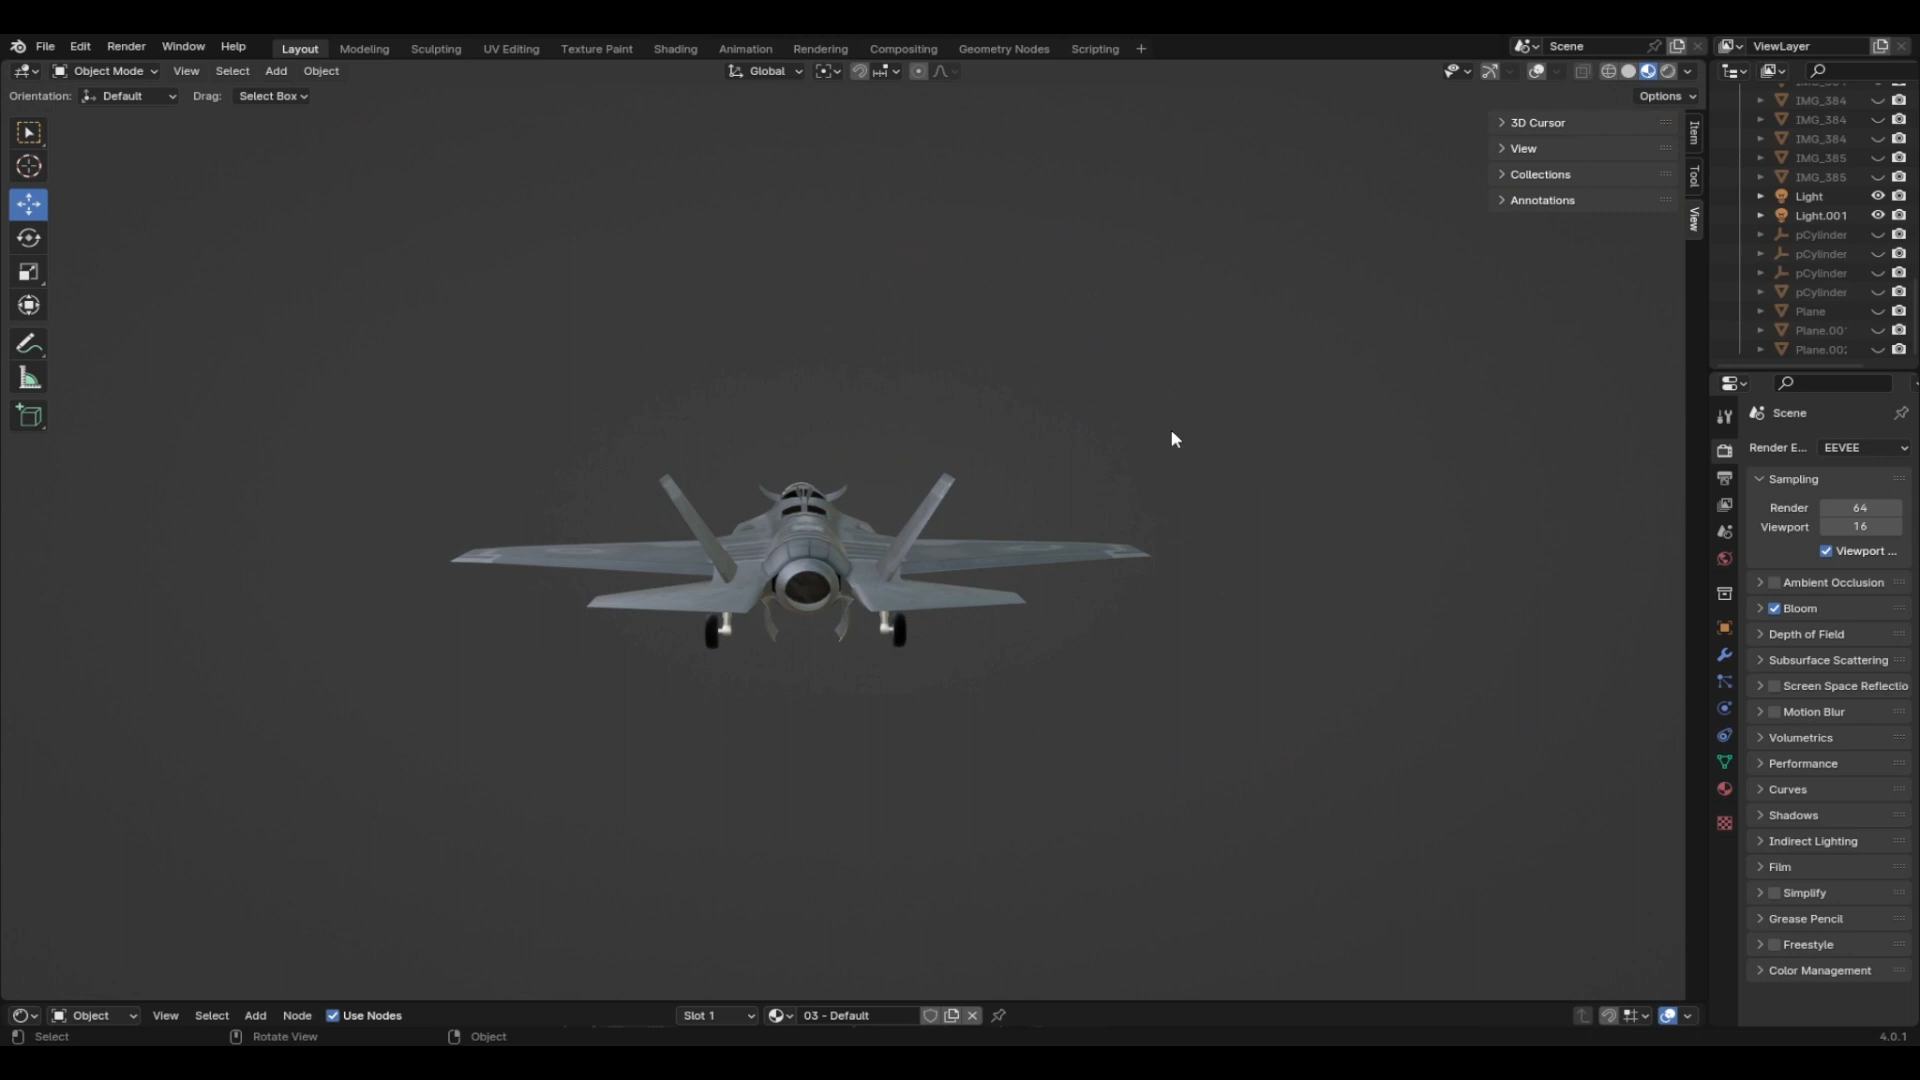 File Edit Render Window Help Layout Modeling Sculpting UV Editing Texture Paint Shading Animation Rendering Compositing Geometry Nodes Scripting + Scene ViewLayer
Object Mode View Select Add Object Global
Orientation: Default Drag: Select Box Options
3D Cursor
View
Collections
Annotations
Item
Tool
View
IMG_384
IMG_384
IMG_384
IMG_385
IMG_385
Light
Light.001
pCylinder
pCylinder
pCylinder
pCylinder
Plane
Plane.00
Plane.00
Scene
Render E... EEVEE
Sampling
Render 64
Viewport 16
Viewport ...
Ambient Occlusion
Bloom
Depth of Field
Subsurface Scattering
Screen Space Reflectio
Motion Blur
Volumetrics
Performance
Curves
Shadows
Indirect Lighting
Film
Simplify
Grease Pencil
Freestyle
Color Management
Object View Select Add Node Use Nodes Slot 1 03 - Default
Select Rotate View Object 4.0.1